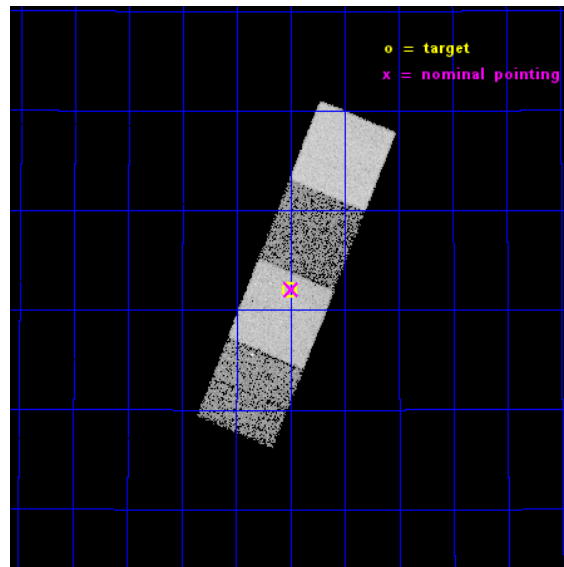 o = target
x = nominal pointing